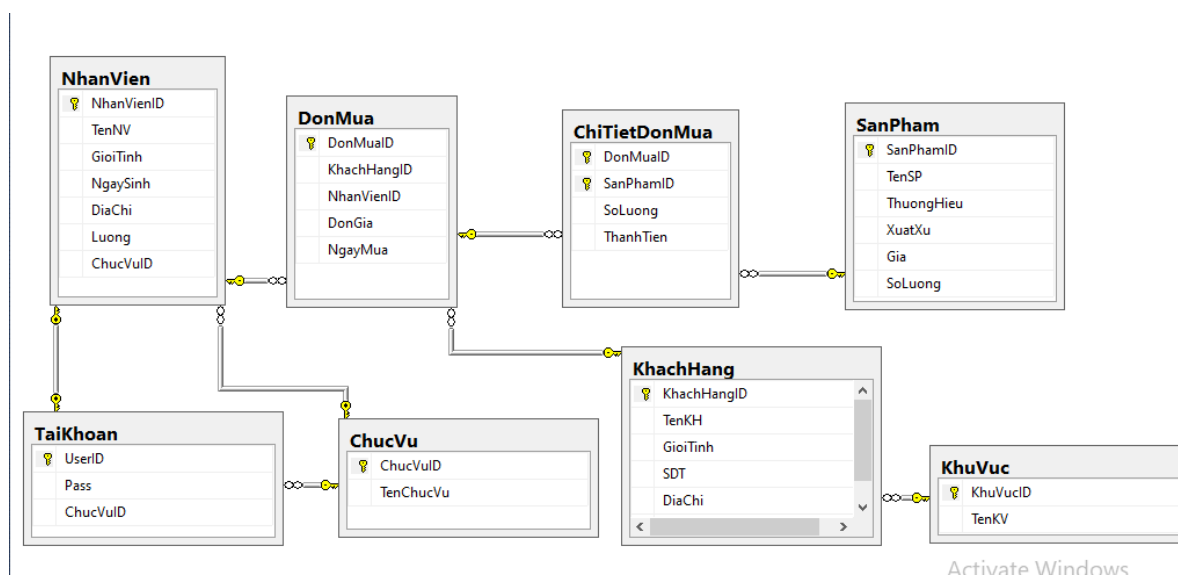 NhanVien
NhanVienID
TenNV
GioiTinh
NgaySinh
DiaChi
Luong
ChucVuID
DonMua
DonMuaID
KhachHangID
NhanVienID
DonGia
NgayMua
ChiTietDonMua
DonMuaID
SanPhamID
SoLuong
ThanhTien
SanPham
SanPhamID
TenSP
ThuongHieu
XuatXu
Gia
SoLuong
TaiKhoan
UserID
Pass
ChucVuID
ChucVu
ChucVuID
TenChucVu
KhachHang
KhachHangID
TenKH
GioiTinh
SDT
DiaChi
KhuVuc
KhuVucID
TenKV
Activate Windows